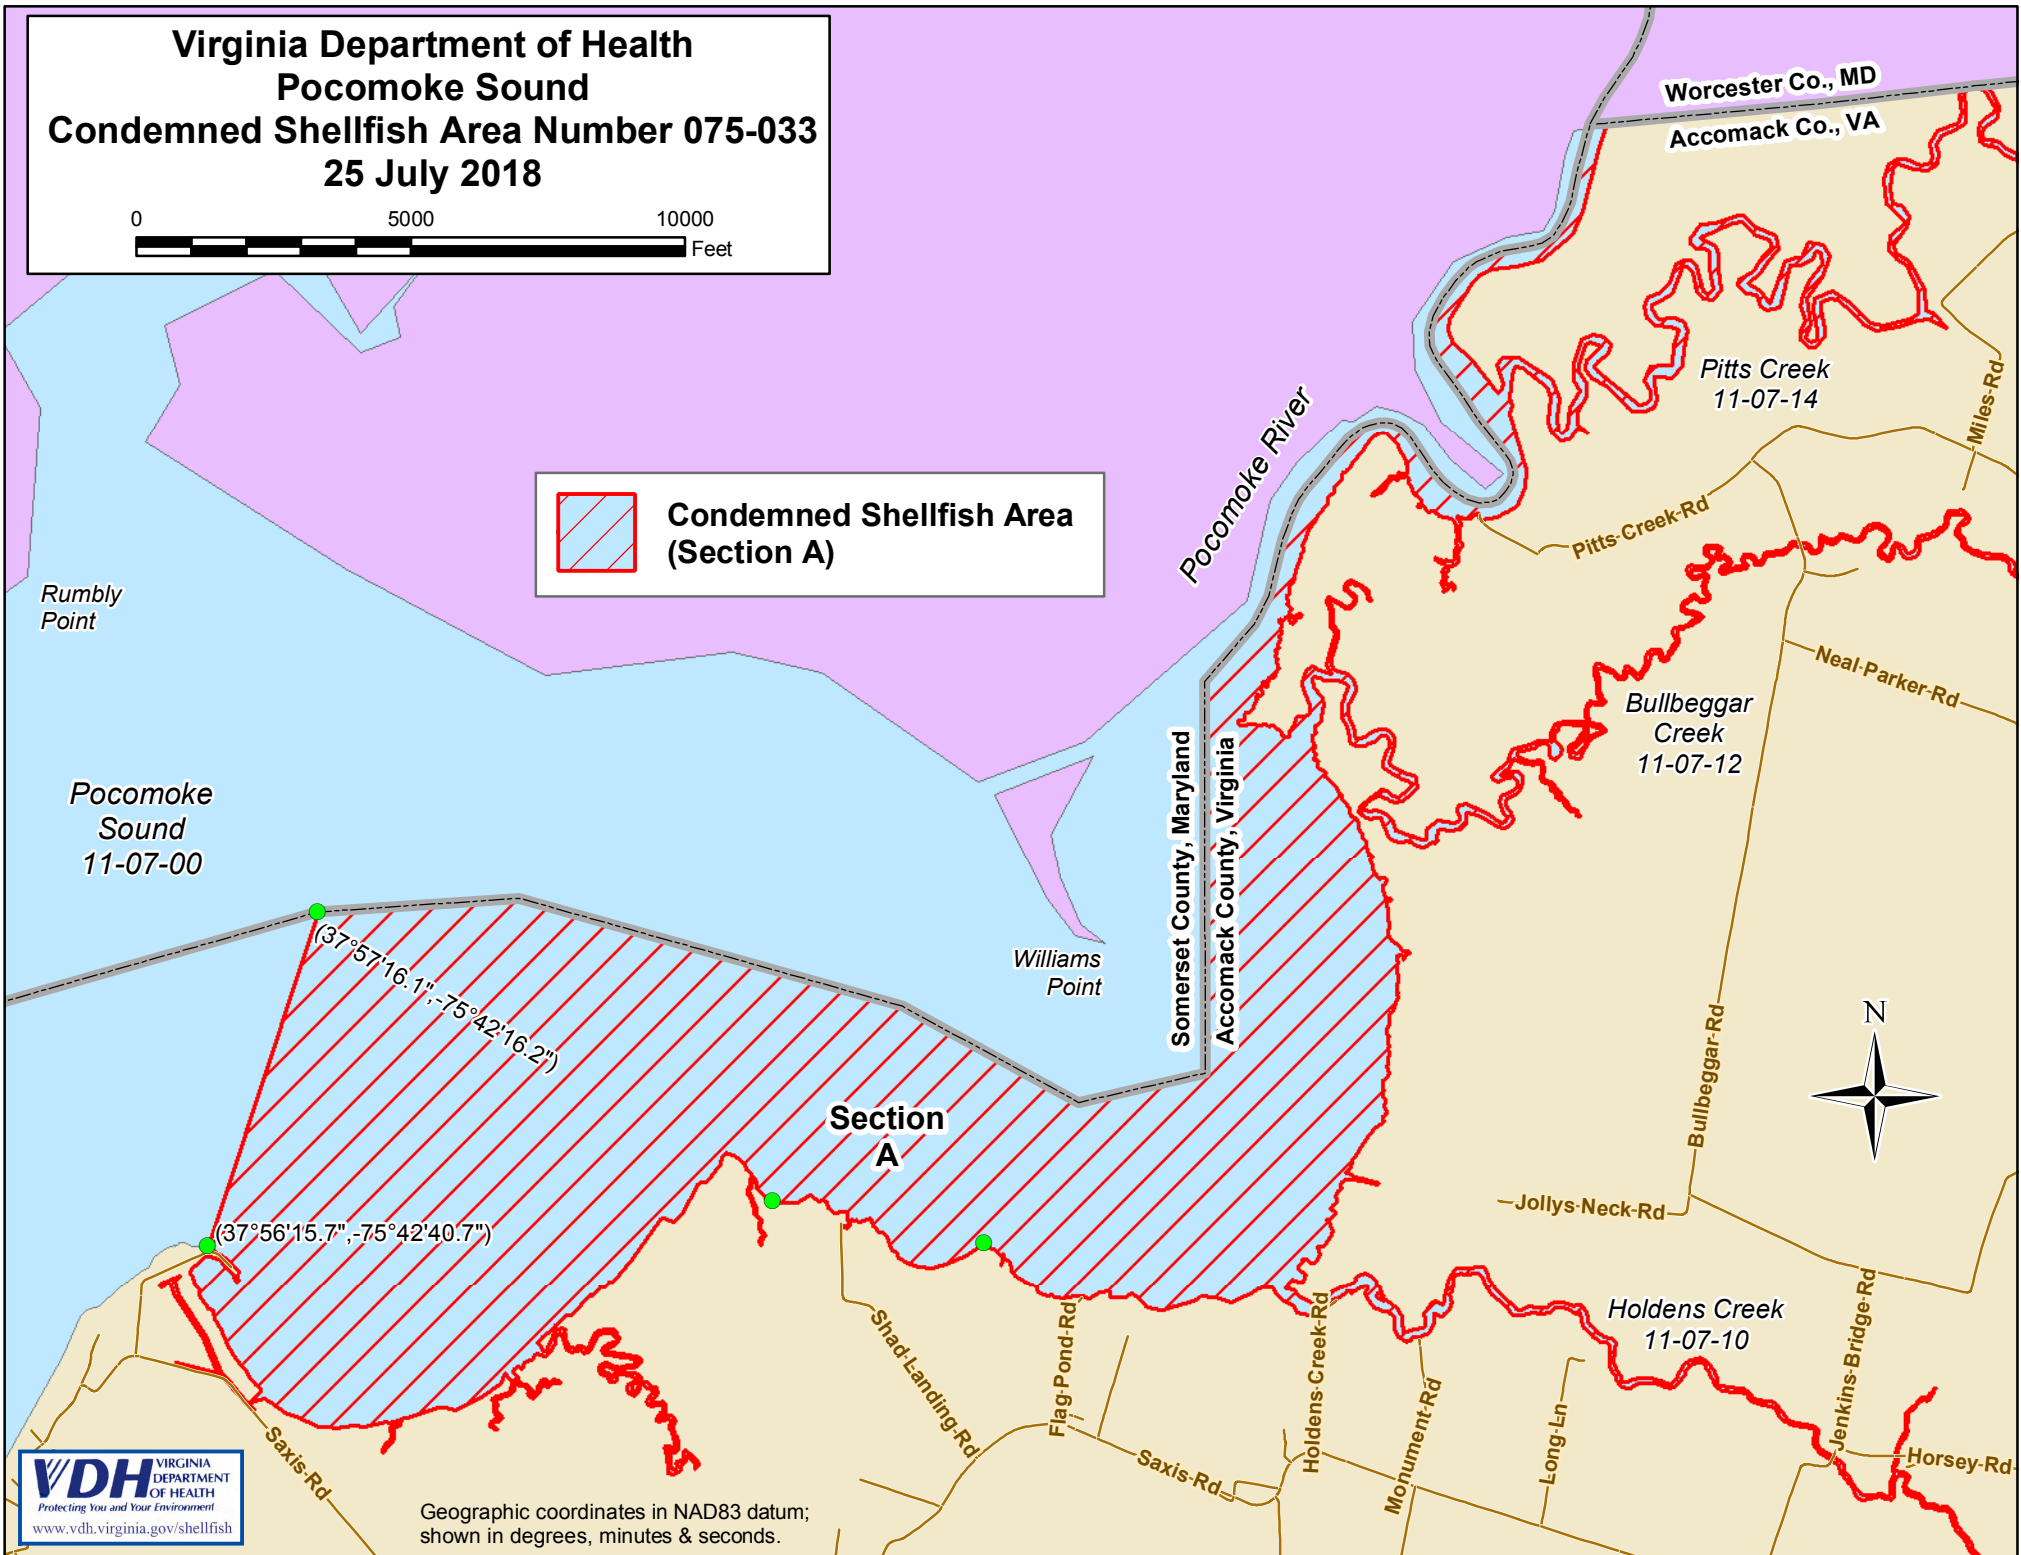 Virginia Department of Health
Pocomoke Sound
Condemned Shellfish Area Number 075-033
25 July 2018
0 5000 10000
Feet
Worcester Co., MD
Accomack Co., VA
Pitts Creek
11-07-14
Miles Rd
Pocomoke River
Condemned Shellfish Area
(Section A)
Pitts Creek Rd
Rumbly
Point
Neal Parker Rd
Bullbeggar
Creek
11-07-12
Somerset County, Maryland
Accomack County, Virginia
Pocomoke
Sound
11-07-00
(37°57'16.1",-75°42'16.2")
Williams
Point
N
Bullbeggar Rd
Section
A
Jollys Neck Rd
(37°56'15.7",-75°42'40.7")
Holdens Creek
11-07-10
Shad Landing Rd
Flag Pond Rd
Holdens Creek Rd
Monument Rd
Long Ln
Jenkins Bridge Rd
Horsey Rd
Saxis Rd
Saxis Rd
VDH VIRGINIA
DEPARTMENT
OF HEALTH
Protecting You and Your Environment
www.vdh.virginia.gov/shellfish
Geographic coordinates in NAD83 datum;
shown in degrees, minutes & seconds.